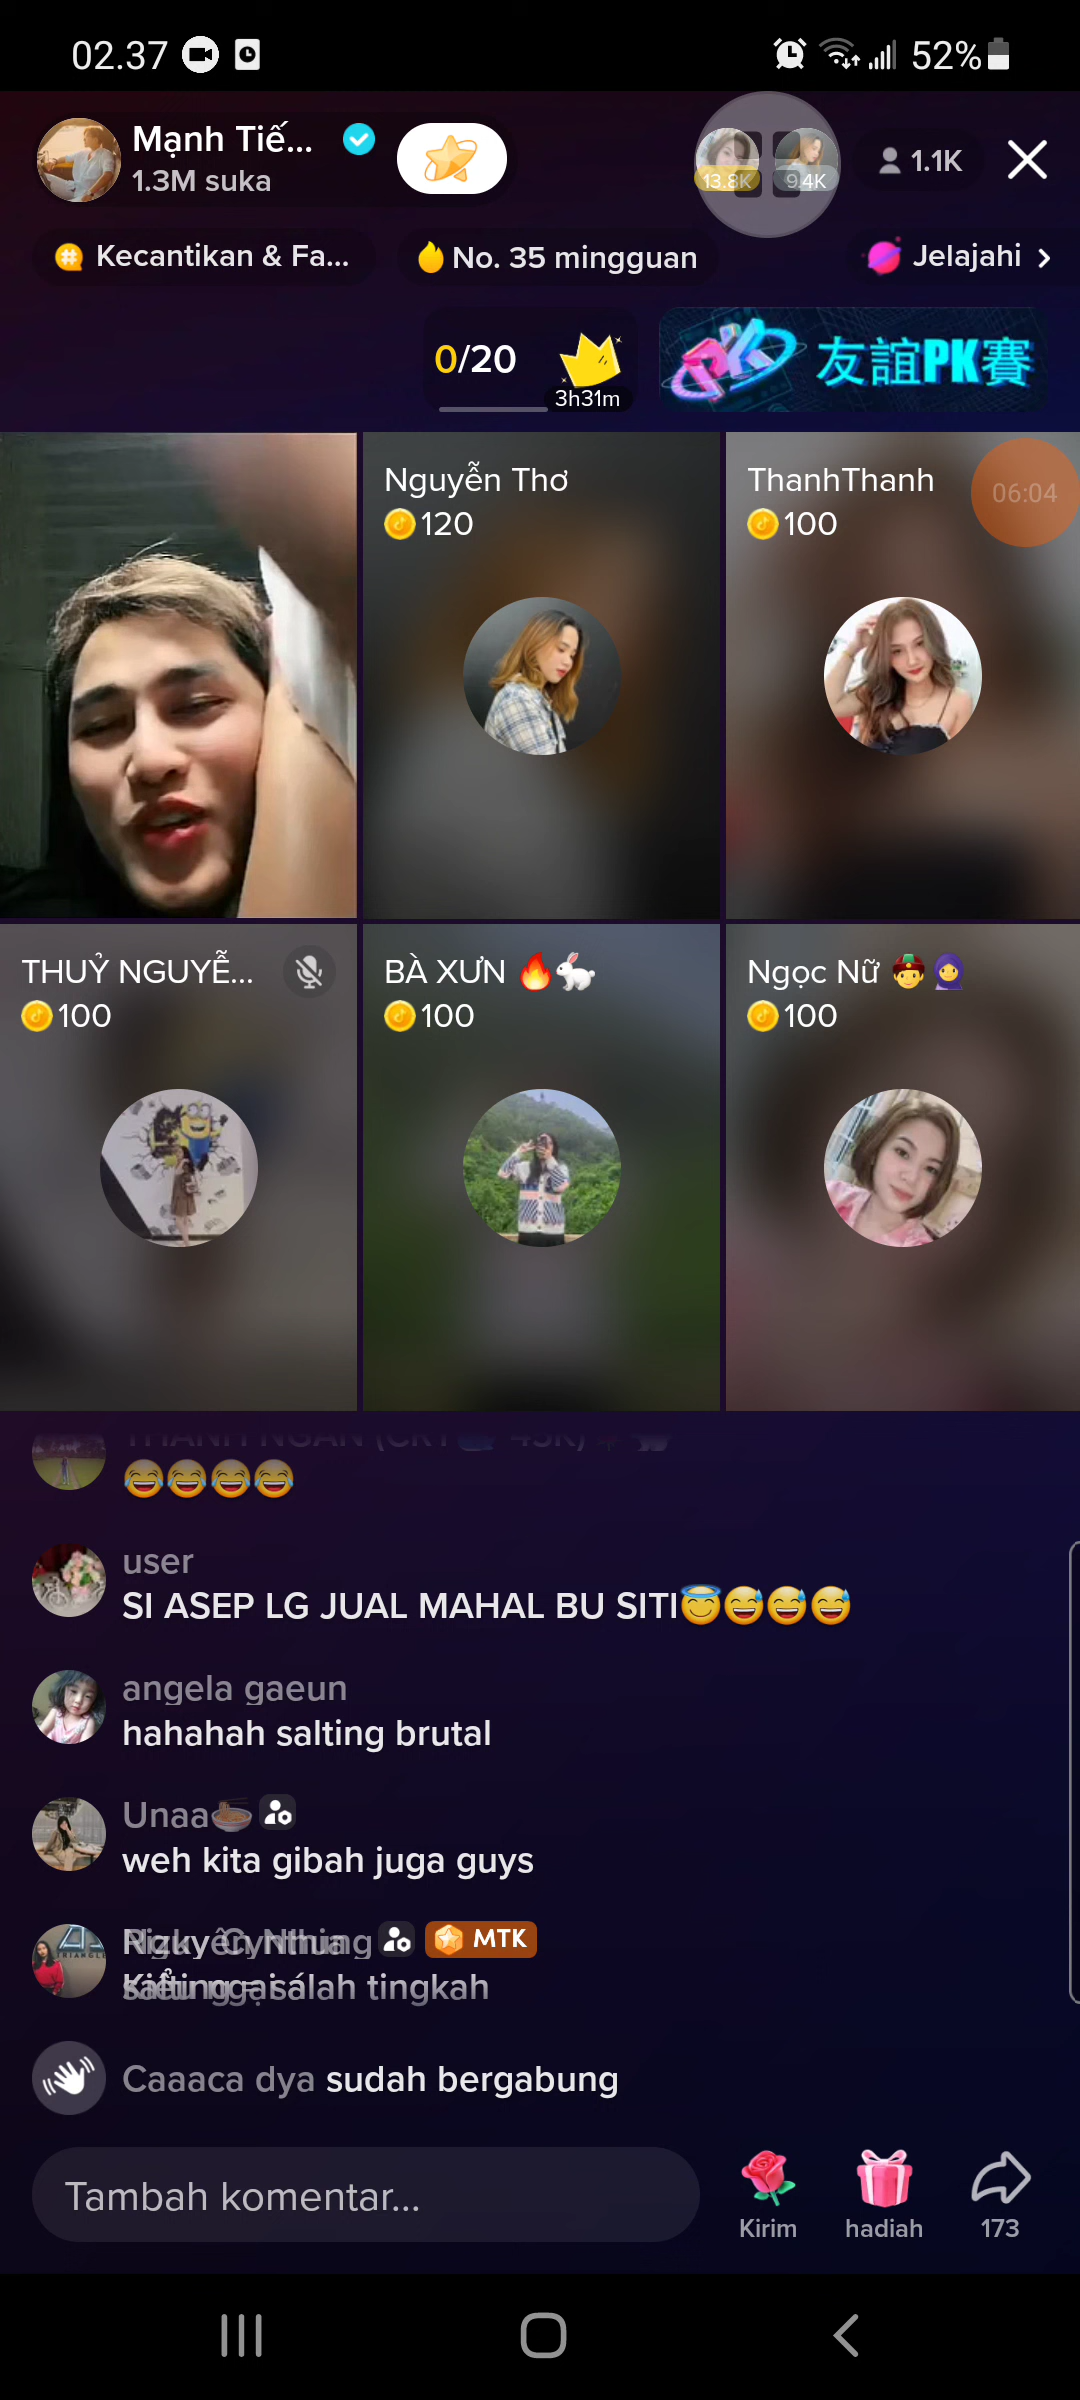 02.37
52%
Mạnh Tiế...
1.3M suka
13.8K
9.4K
1.1K
Kecantikan & Fa...
No. 35 mingguan
Jelajahi
0/20
3h31m
友誼PK賽
Nguyễn Thơ
120
ThanhThanh
100
06:04
THUỶ NGUYỄ...
100
BÀ XƯN 🔥🐇
100
Ngọc Nữ 👲🧕
100
😂😂😂😂
user
SI ASEP LG JUAL MAHAL BU SITI😇😅😅😅
angela gaeun
hahahah salting brutal
Unaa🍜
weh kita gibah juga guys
MTK
salah tingkah
Caaaca dya sudah bergabung
Tambah komentar...
Kirim
hadiah
173